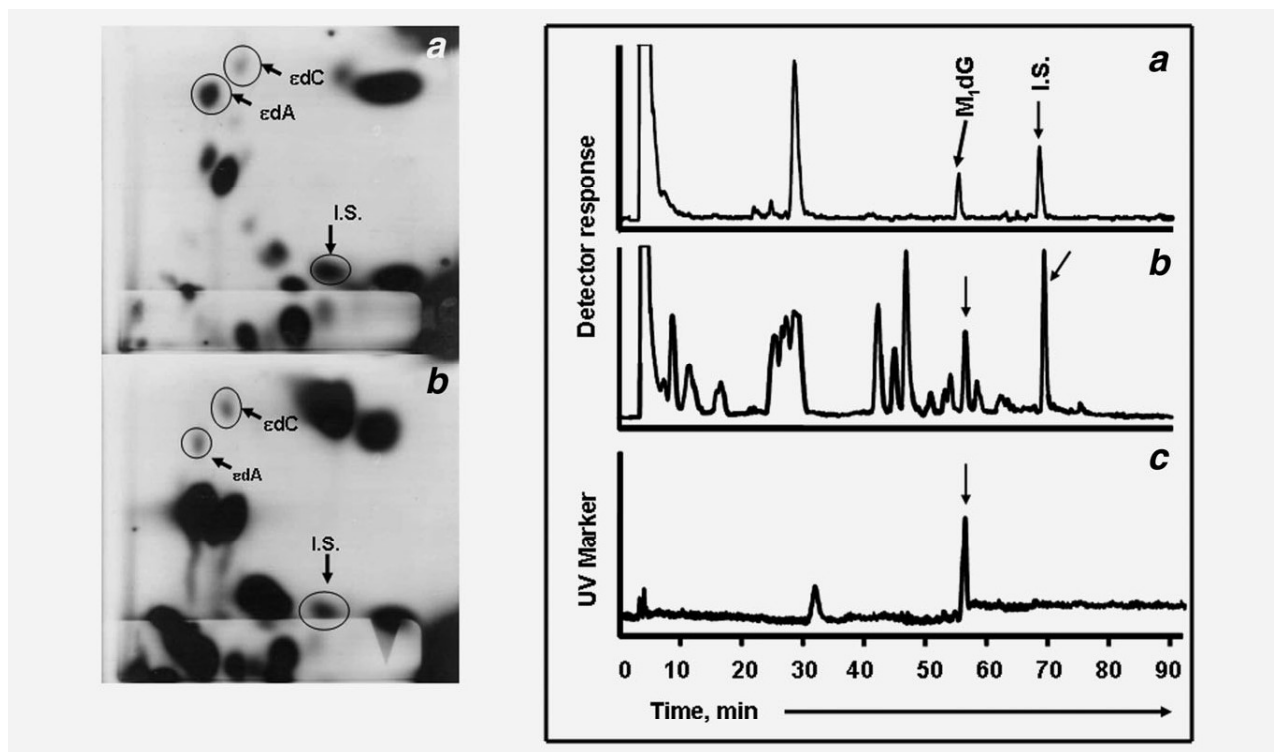 a
εdC
εdA
I.S.
b
εdC
εdA
I.S.
a
M₁dG
I.S.
Detector response
b
c
UV Marker
0 10 20 30 40 50 60 70 80 90
Time, min